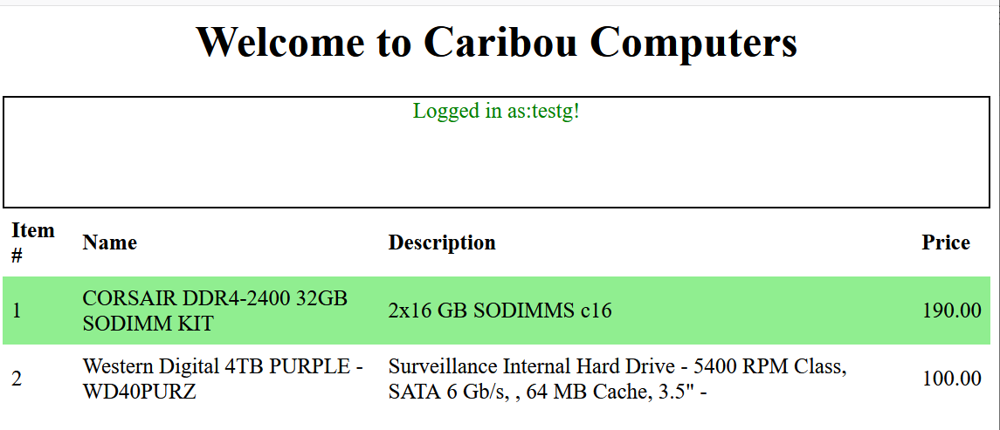 Welcome to Caribou Computers
Logged in as:testg!
Item # Name Description Price
1 CORSAIR DDR4-2400 32GB SODIMM KIT 2x16 GB SODIMMS c16 190.00
2 Western Digital 4TB PURPLE - WD40PURZ Surveillance Internal Hard Drive - 5400 RPM Class, SATA 6 Gb/s, , 64 MB Cache, 3.5" - 100.00